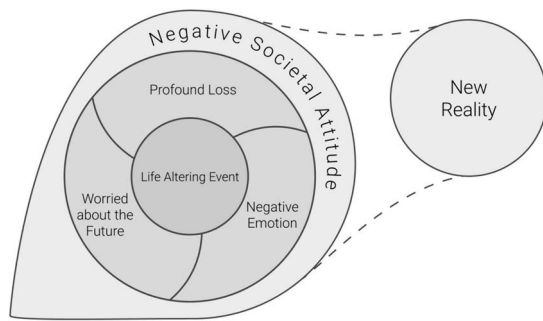 Negative Societal Attitude
Profound Loss
Life Altering Event
Worried
about the
Future
Negative
Emotion
New
Reality